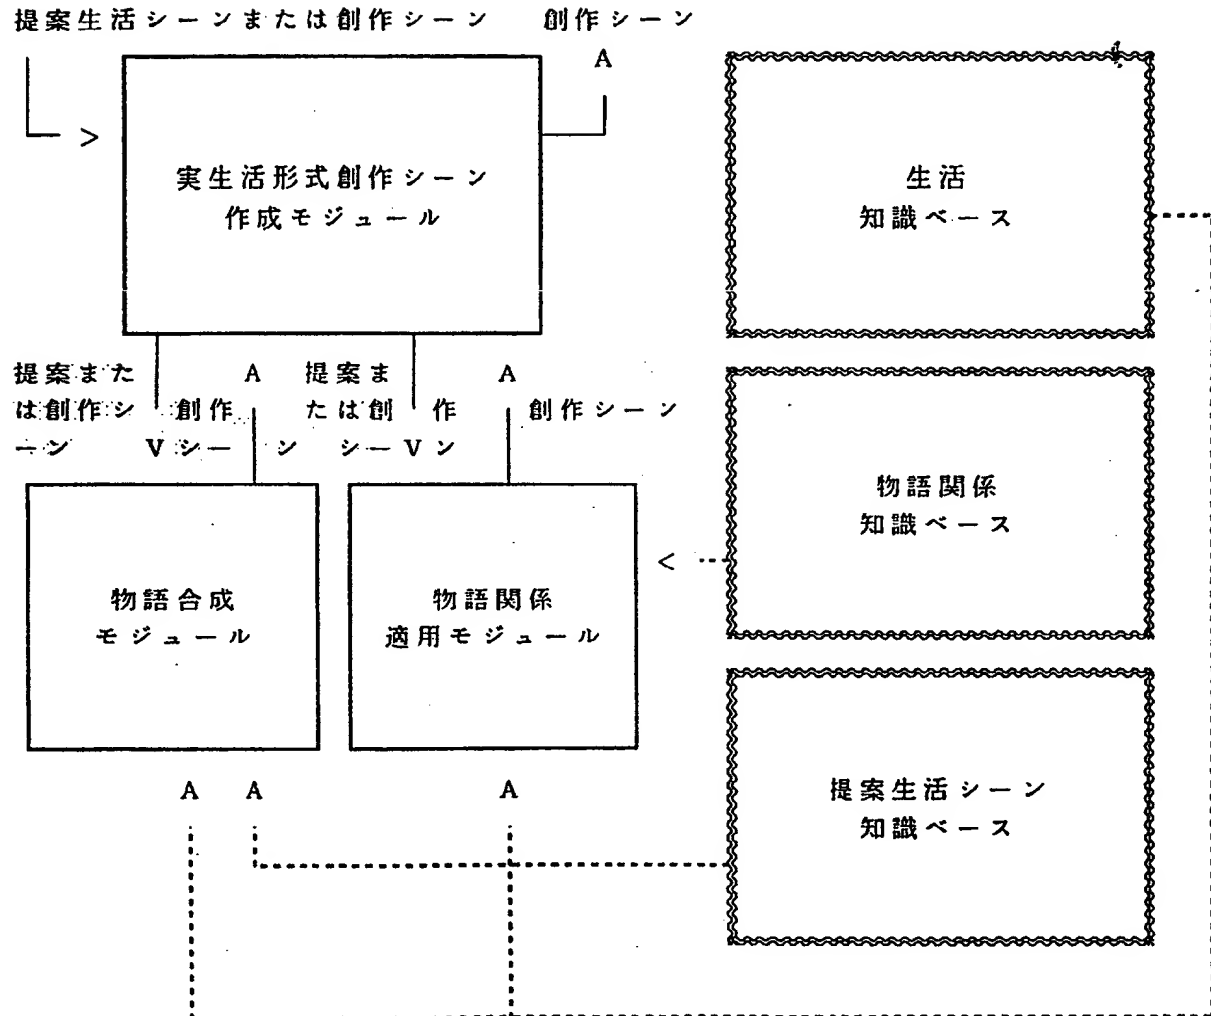 提案生活シーンまたは創作シーン
創作シーン
A
>
実生活形式創作シーン
作成モジュール
生活
知識ベース
提案また
は創作シ
ーン
V
A
創作
シーン
提案ま
たは創作
シーン
V
A
創作シーン
物語合成
モジュール
物語関係
適用モジュール
<
物語関係
知識ベース
A
A
A
提案生活シーン
知識ベース